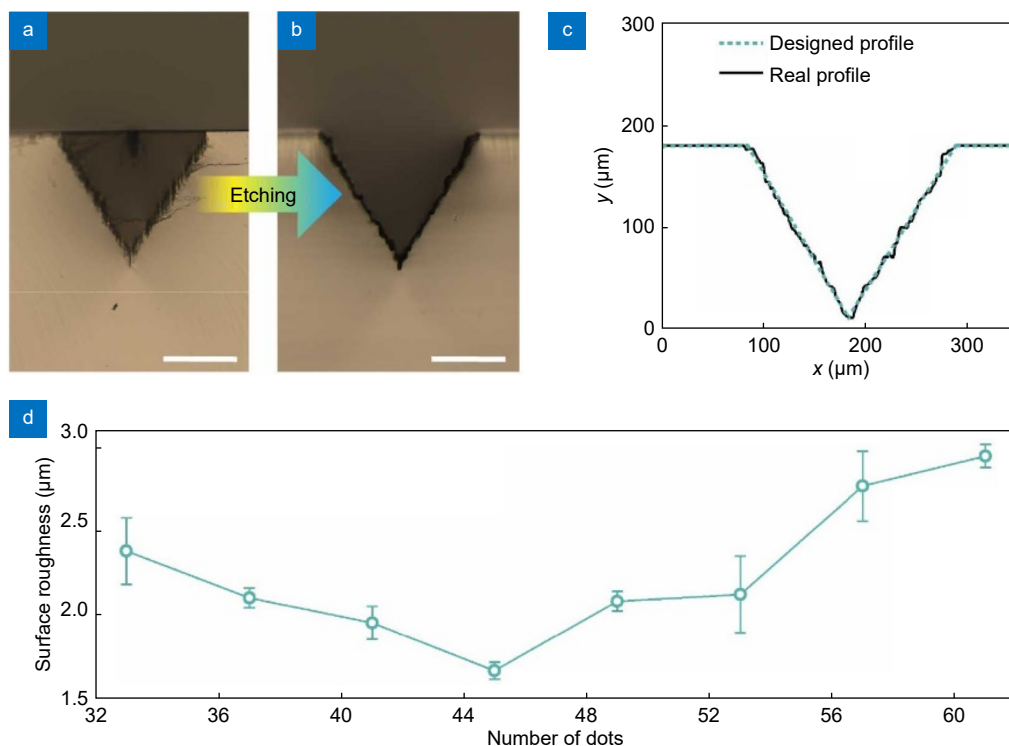 a
b
Etching
c
Designed profile
Real profile
300
200
100
0
y (µm)
0
100
200
300
x (µm)
d
3.0
2.5
2.0
1.5
Surface roughness (µm)
32
36
40
44
48
52
56
60
Number of dots